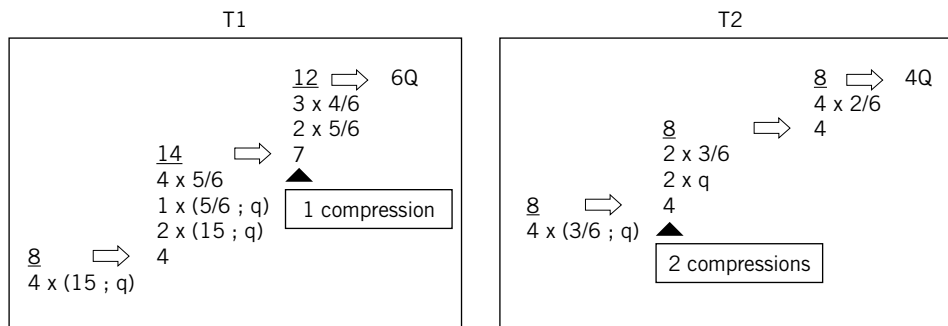 T1
12
6Q
3 x 4/6
2 x 5/6
14
7
4 x 5/6
1 x (5/6 ; q)
1 compression
2 x (15 ; q)
8
4
4 x (15 ; q)
T2
8
4Q
4 x 2/6
8
4
2 x 3/6
2 x q
8
4
4 x (3/6 ; q)
2 compressions